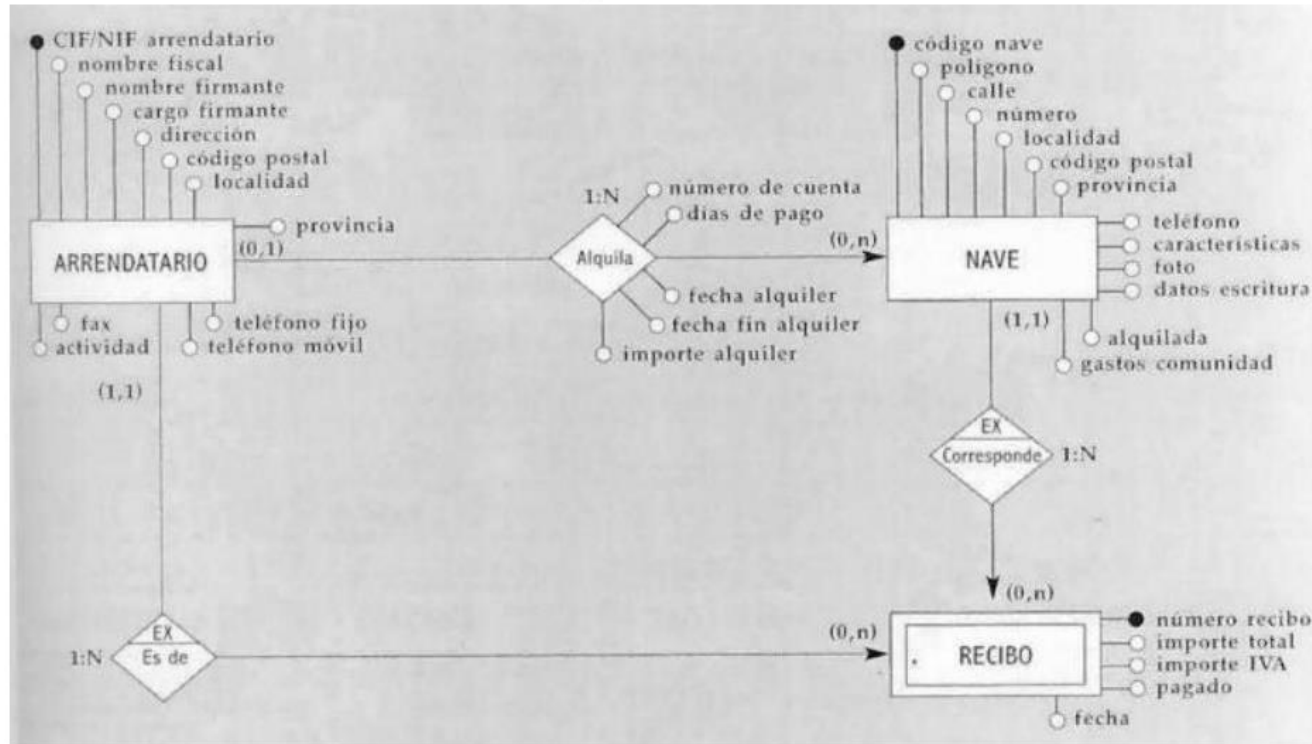 CIF/NIF arrendatario
nombre fiscal
nombre firmante
cargo firmante
dirección
código postal
localidad
provincia
ARRENDATARIO
(0,1)
fax
actividad
teléfono fijo
teléfono móvil
(1,1)
1:N
número de cuenta
dias de pago
Alquila
fecha alquiler
fecha fin alquiler
importe alquiler
(0,n)
código nave
poligono
calle
número
localidad
código postal
provincia
NAVE
teléfono
características
foto
datos escritura
alquilada
gastos comunidad
(1,1)
EX
Corresponde
1:N
(0,n)
EX
Es de
1:N
(0,n)
RECIBO
número recibo
importe total
importe IVA
pagado
fecha